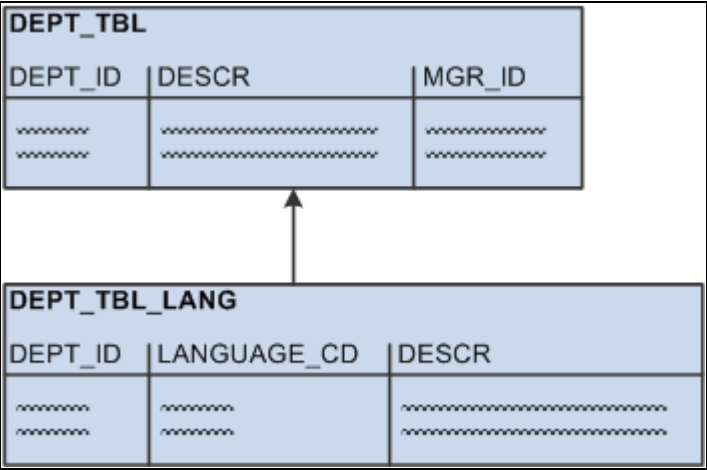 DEPT_TBL
DEPT_ID DESCR MGR_ID
DEPT_TBL_LANG
DEPT_ID LANGUAGE_CD DESCR